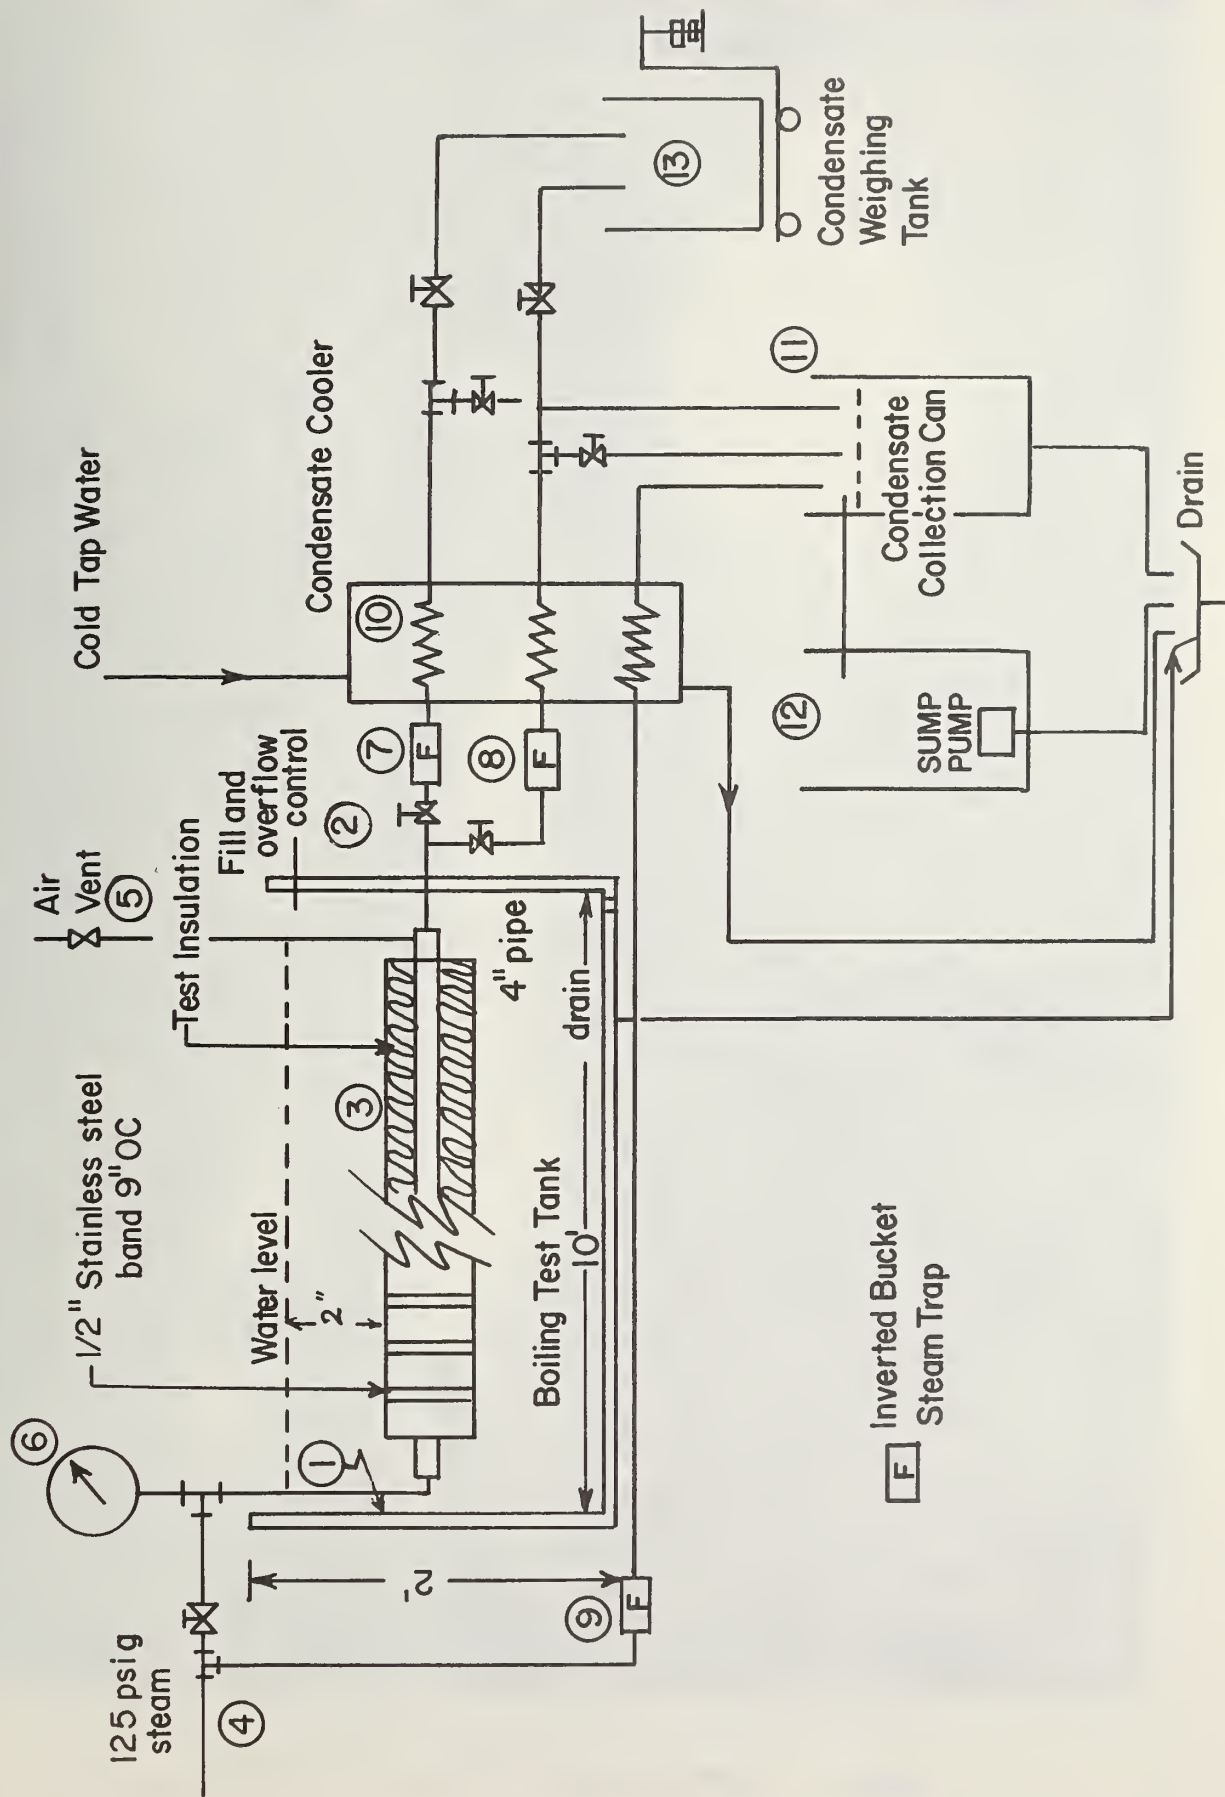 Air
Vent
5
Cold Tap Water
Test Insulation
Fill and
overflow
control
Condensate Cooler
1/2" Stainless steel
band 9" OC
6
125 psig
steam
4
Water level
2"
1
3
2
7
10
8
4" pipe
F
F
13
Condensate
Weighing
Tank
2'
Boiling Test Tank
10'
drain
9
F
11
12
Condensate
Collection Can
SUMP
PUMP
Drain
F
Inverted Bucket
Steam Trap